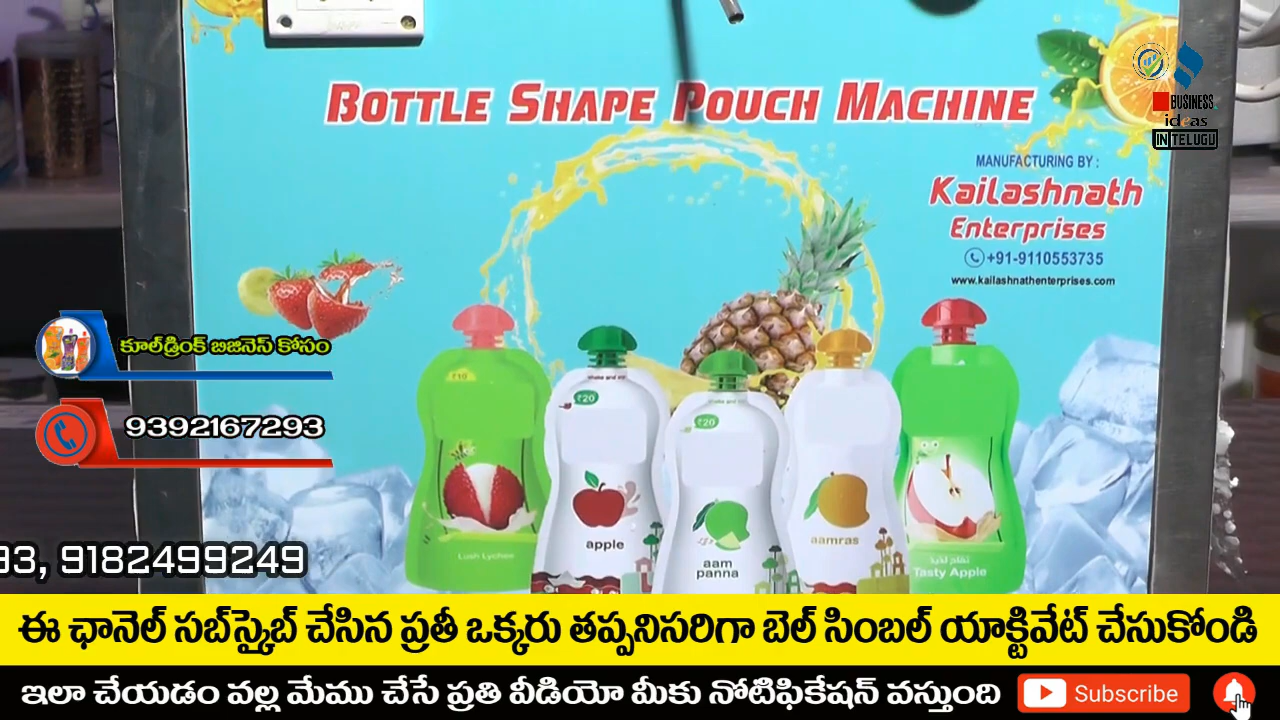 BOTTLE SHAPE POUCH MACHINE
BUSINESS
ideas
IN TELUGU
MANUFACTURING BY :
Kailashnath
Enterprises
+91-9110553735
www.kailashnathenterprises.com
కూల్‌డ్రింక్ బిజినెస్ కోసం
9392167293
₹10
₹20
₹20
apple
aam
panna
aamras
Lush Lychee
Tasty Apple
93, 9182499249
ఈ ఛానెల్ సబ్‌స్క్రైబ్ చేసిన ప్రతీ ఒక్కరు తప్పనిసరిగా బెల్ సింబల్ యాక్టివేట్ చేసుకోండి
ఇలా చేయడం వల్ల మేము చేసే ప్రతి వీడియో మీకు నోటిఫికేషన్ వస్తుంది
Subscribe